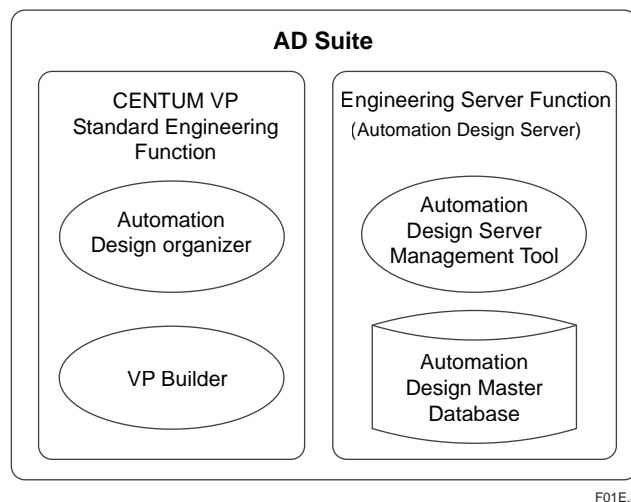 AD Suite
CENTUM VP
Standard Engineering
Function
Automation
Design organizer
VP Builder
Engineering Server Function
(Automation Design Server)
Automation
Design Server
Management Tool
Automation
Design Master
Database
F01E.